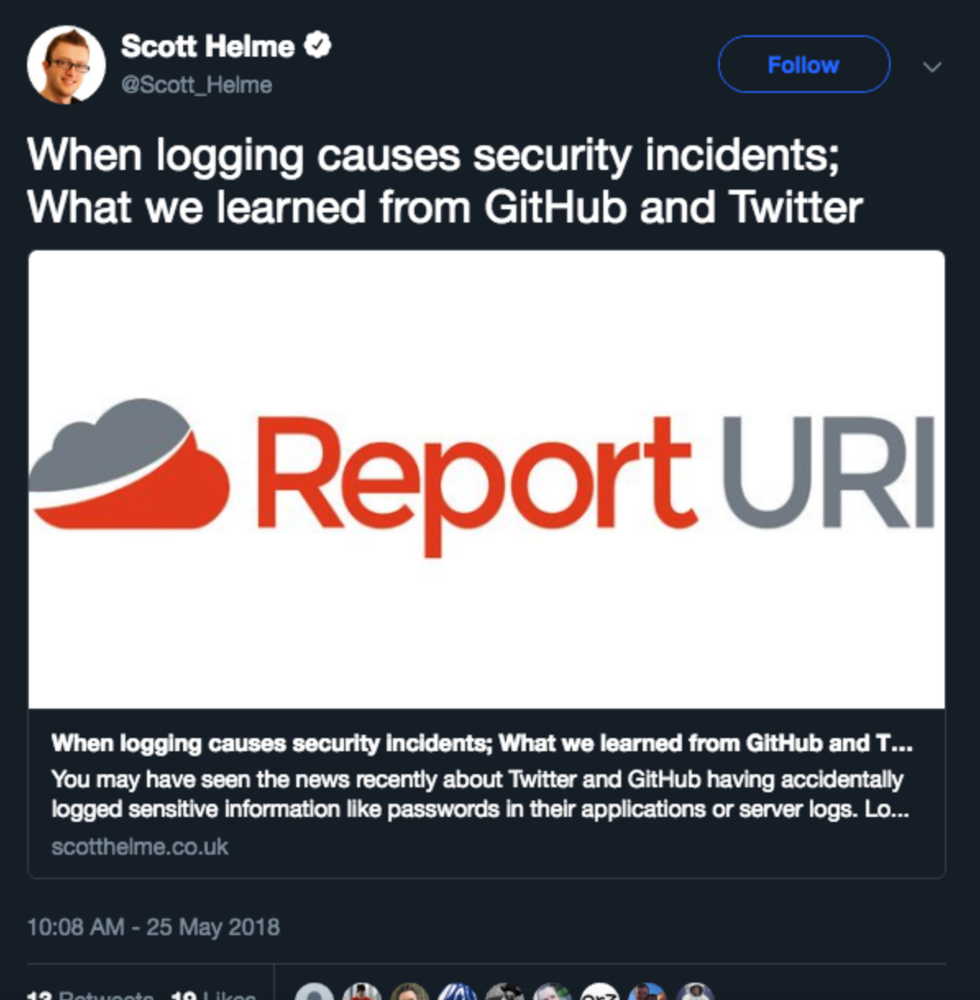 Scott Helme
@Scott_Helme
Follow
When logging causes security incidents;
What we learned from GitHub and Twitter
Report URI
When logging causes security incidents; What we learned from GitHub and T...
You may have seen the news recently about Twitter and GitHub having accidentally
logged sensitive information like passwords in their applications or server logs. Lo...
scotthelme.co.uk
10:08 AM - 25 May 2018
Retweets Likes